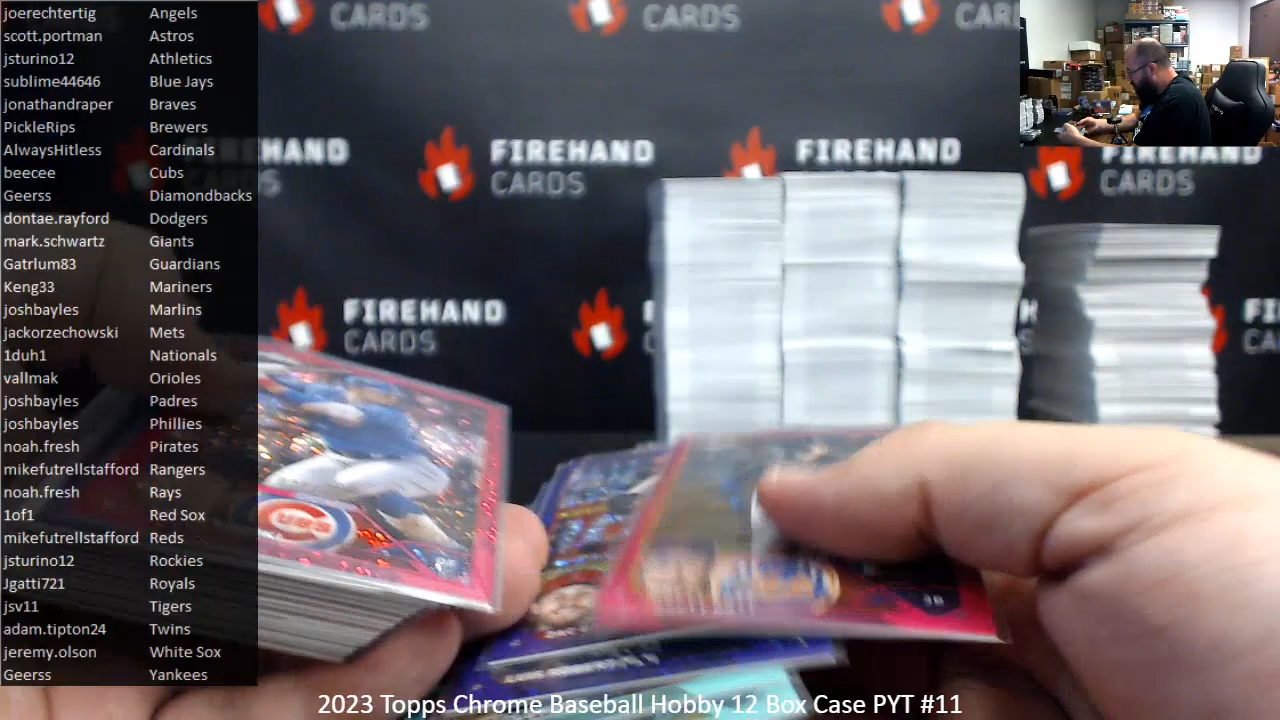 joerechtertig Angels
scott.portman Astros
jsturino12 Athletics
sublime44646 Blue Jays
jonathandraper Braves
PickleRips Brewers
AlwaysHitless Cardinals
beecee Cubs
Geerss Diamondbacks
dontae.rayford Dodgers
mark.schwartz Giants
Gatrlum83 Guardians
Keng33 Mariners
joshbayles Marlins
jackorzechowski Mets
1duh1 Nationals
vallmak Orioles
joshbayles Padres
joshbayles Phillies
noah.fresh Pirates
mikefutrellstafford Rangers
noah.fresh Rays
1of1 Red Sox
mikefutrellstafford Reds
jsturino12 Rockies
Jgatti721 Royals
jsv11 Tigers
adam.tipton24 Twins
jeremy.olson White Sox
Geerss Yankees
CARDS CARDS CARDS
FIREHAND CARDS
FIREHAND CARDS
FIREHAND CARDS
FIREHAND CARDS
CUBS
2023 Topps Chrome Baseball Hobby 12 Box Case PYT #11